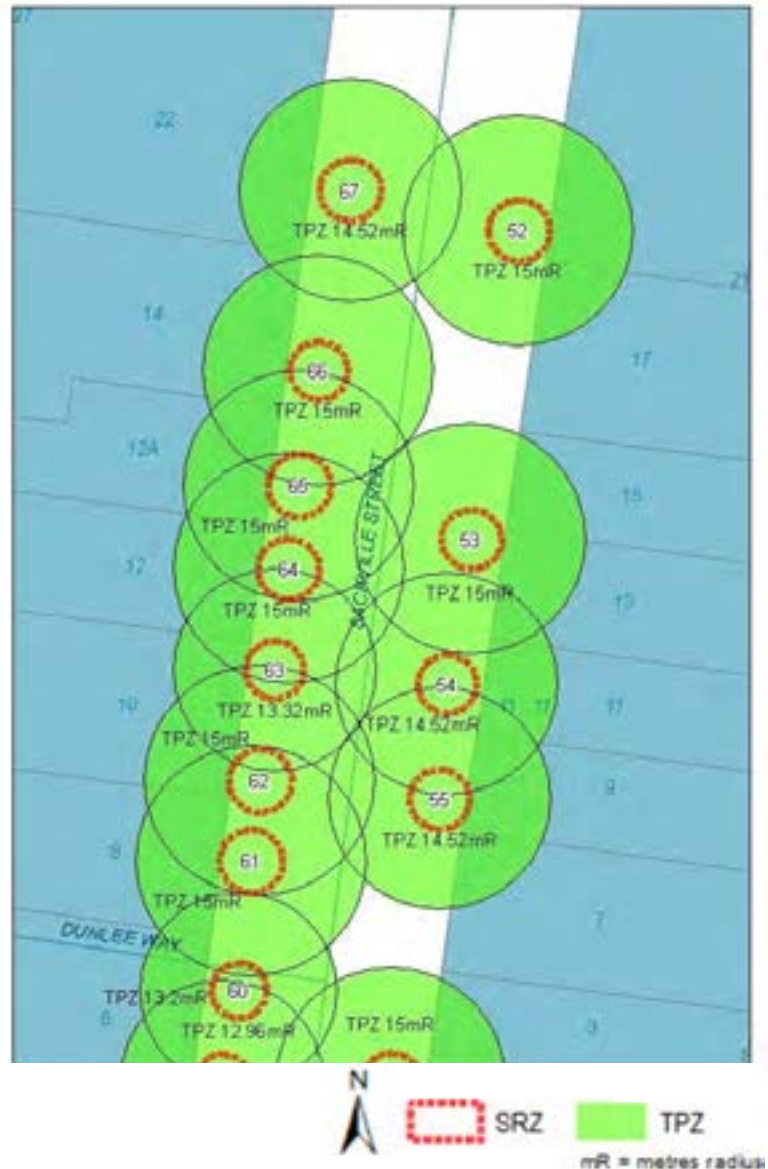 27
22
67
TPZ 14.52mR
52
TPZ 15mR
21
14
66
TPZ 15mR
17
12A
65
TPZ 15mR
15
53
TPZ 15mR
SACKVILLE STREET
12
64
TPZ 15mR
63
TPZ 13.32mR
10
54
TPZ 14.52mR
11
11
TPZ 15mR
62
55
TPZ 14.52mR
9
8
61
TPZ 15mR
7
DUNLEE WAY
60
TPZ 13.2mR
6
TPZ 12.96mR
TPZ 15mR
3
N
SRZ
TPZ
mR = metres radius